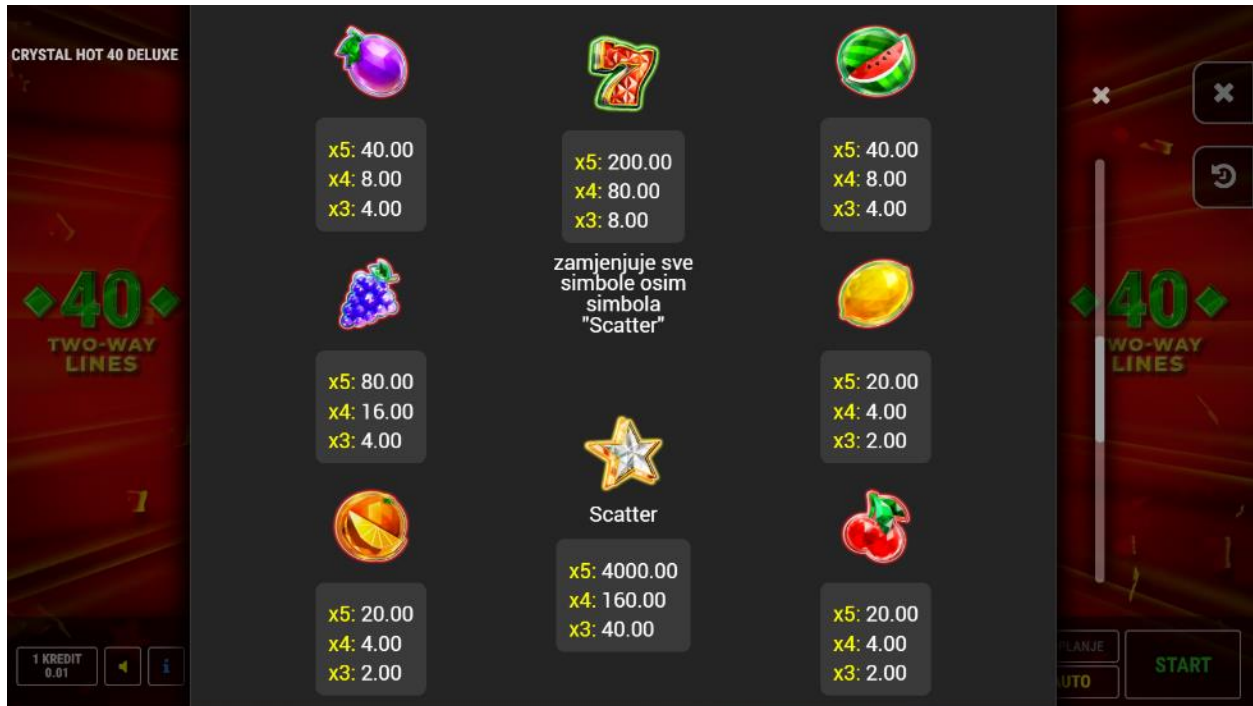 CRYSTAL HOT 40 DELUXE
x5: 40.00
x4: 8.00
x3: 4.00
x5: 200.00
x4: 80.00
x3: 8.00
zamjenjuje sve
simbole osim
simbola
"Scatter"
x5: 40.00
x4: 8.00
x3: 4.00
x5: 80.00
x4: 16.00
x3: 4.00
x5: 20.00
x4: 4.00
x3: 2.00
Scatter
x5: 4000.00
x4: 160.00
x3: 40.00
x5: 20.00
x4: 4.00
x3: 2.00
x5: 20.00
x4: 4.00
x3: 2.00
40
TWO-WAY
LINES
40
WO-WAY
LINES
1 KREDIT
0.01
i
PLANJE
AUTO
START